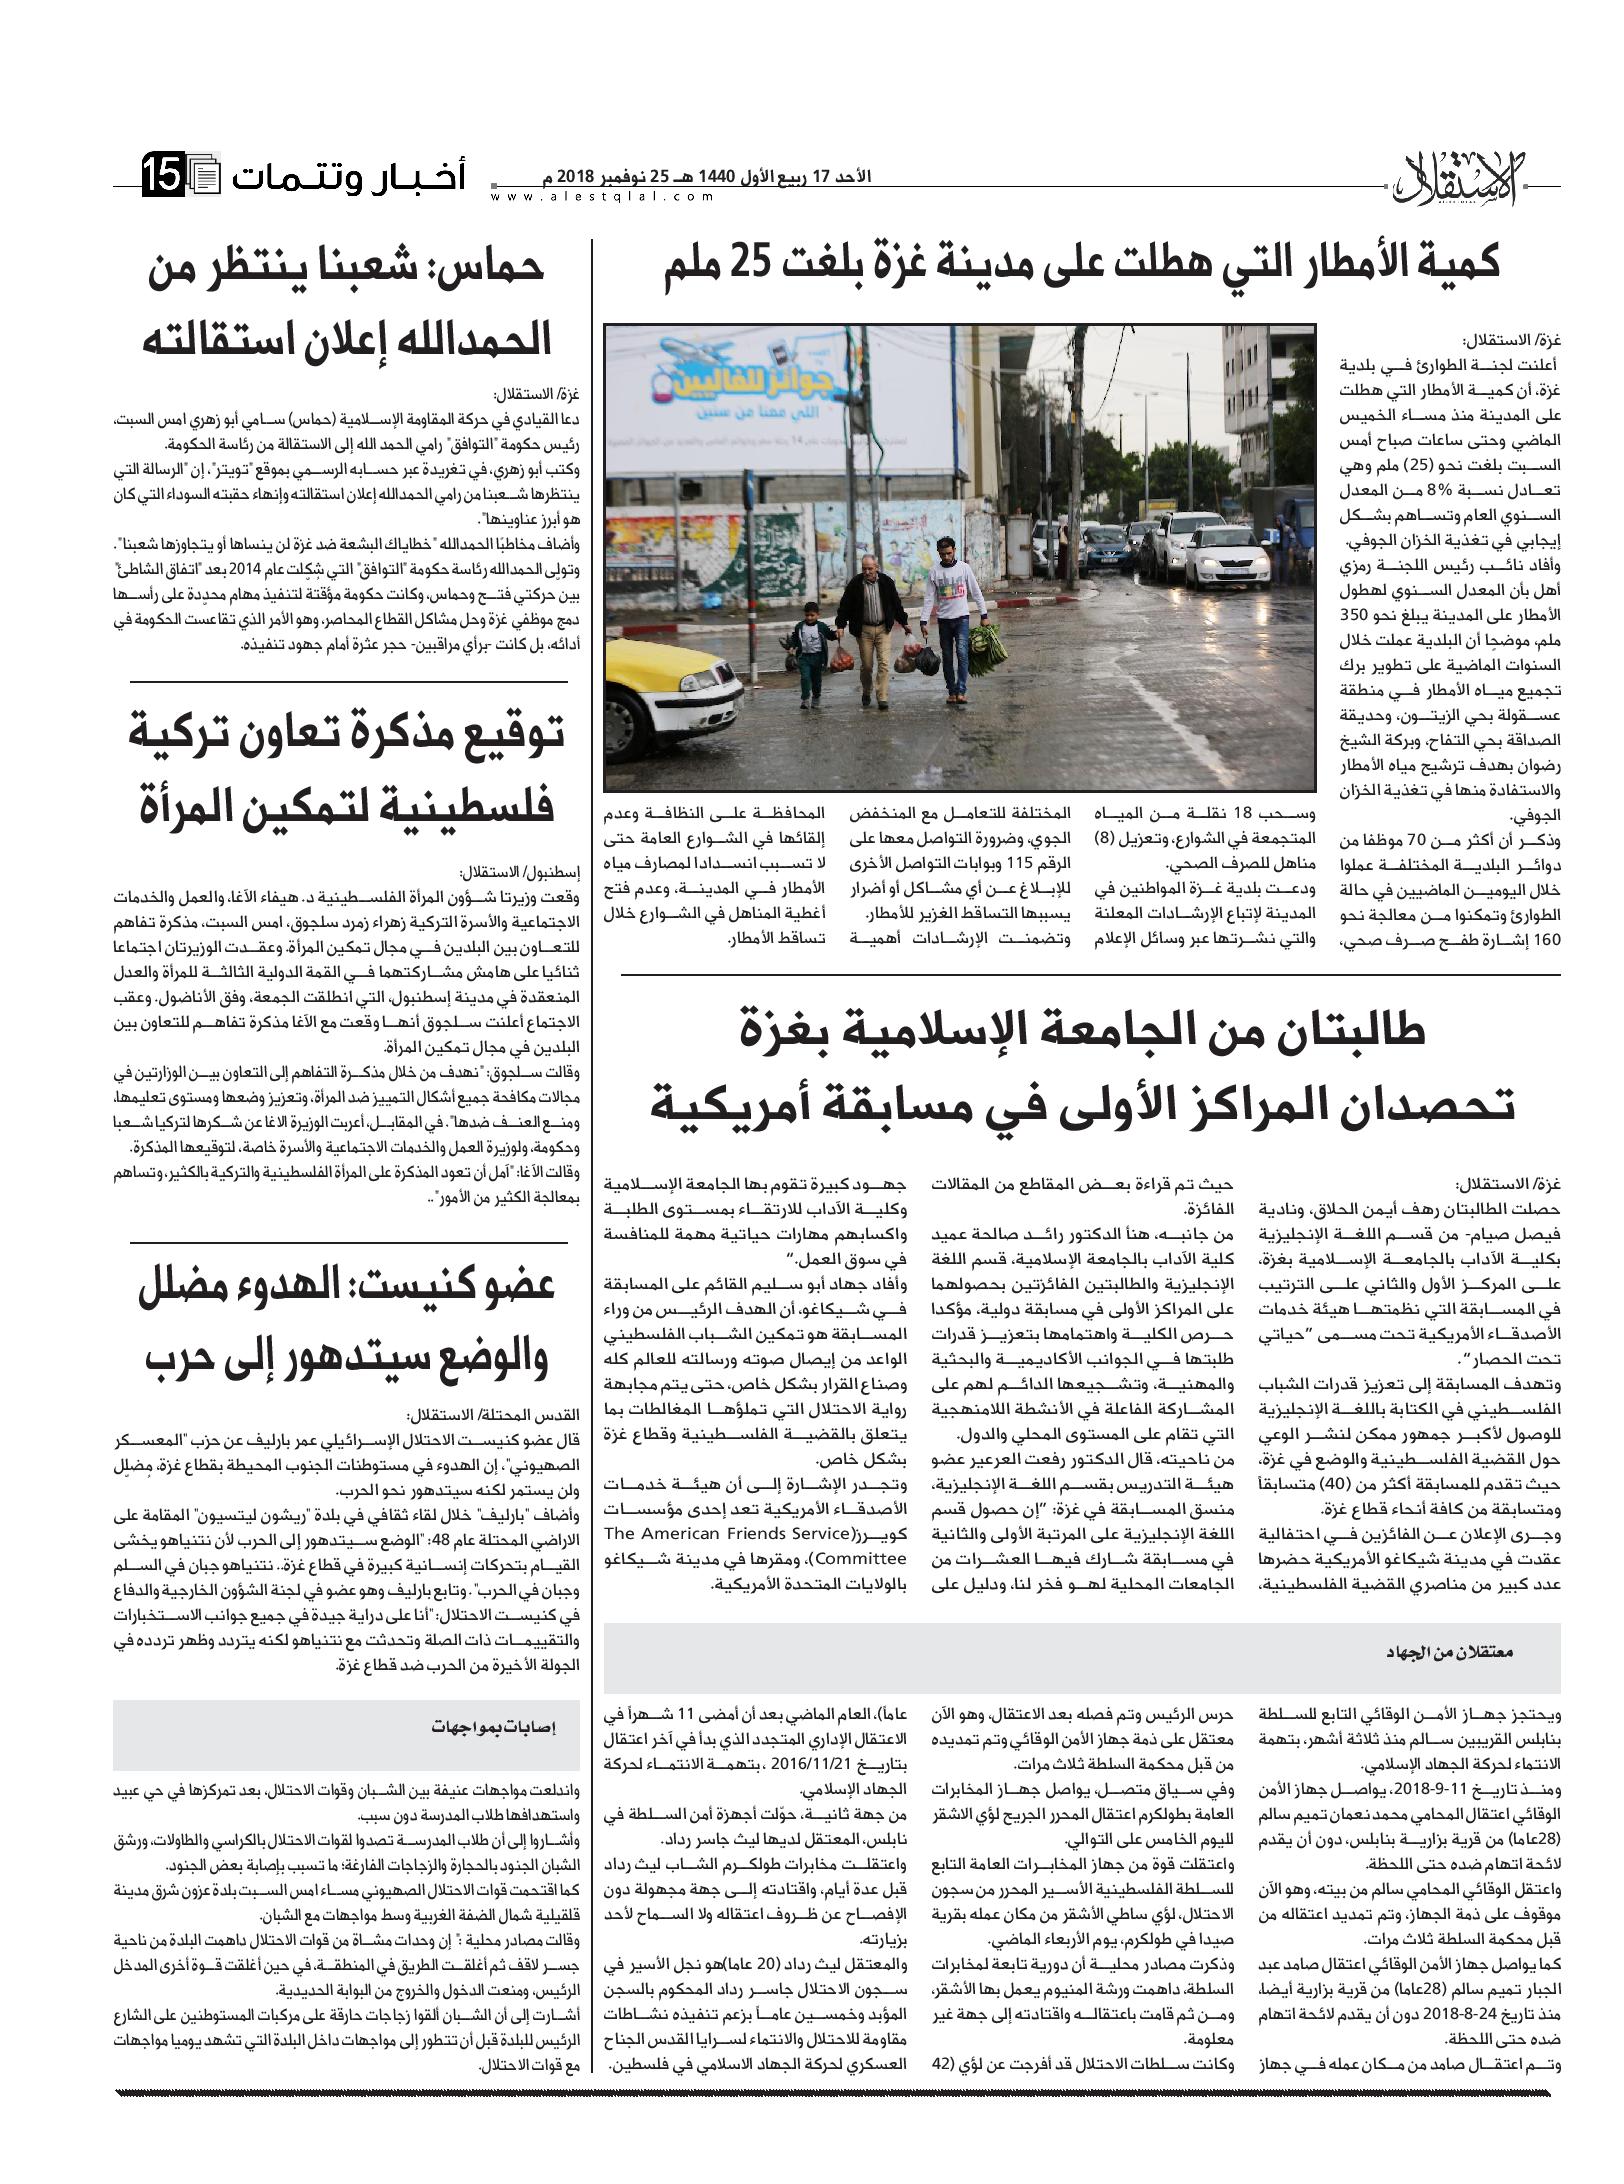 الاستقلال
الأحد 17 ربيع الأول 1440 هـ 25 نوفمبر 2018 م
www.alestqlal.com
أخبار وتتمات
15
كمية الأمطار التي هطلت على مدينة غزة بلغت 25 ملم
غزة/ الاستقلال:
أعلنت لجنة الطوارئ في بلدية
غزة، أن كمية الأمطار التي هطلت
على المدينة منذ مساء الخميس
الماضي وحتى ساعات صباح أمس
السبت بلغت نحو (25) ملم وهي
تعادل نسبة 8% من المعدل
السنوي العام وتساهم بشكل
إيجابي في تغذية الخزان الجوفي.
وأفاد نائب رئيس اللجنة رمزي
أهل بأن المعدل السنوي لهطول
الأمطار على المدينة يبلغ نحو 350
ملم، موضحاً أن البلدية عملت خلال
السنوات الماضية على تطوير برك
تجميع مياه الأمطار في منطقة
عسقولة بحي الزيتون، وحديقة
الصداقة بحي التفاح، وبركة الشيخ
رضوان بهدف ترشيح مياه الأمطار
والاستفادة منها في تغذية الخزان
الجوفي.
وذكر أن أكثر من 70 موظفا من
دوائر البلدية المختلفة عملوا
خلال اليومين الماضيين في حالة
الطوارئ وتمكنوا من معالجة نحو
160 إشارة طفح صرف صحي،
جوائز للغاليين
اللي معنا من سنين
وسحب 18 نقلة من المياه
المتجمعة في الشوارع، وتعزيل (8)
مناهل للصرف الصحي.
ودعت بلدية غزة المواطنين في
المدينة لإتباع الإرشادات المعلنة
والتي نشرتها عبر وسائل الإعلام
المختلفة للتعامل مع المنخفض
الجوي، وضرورة التواصل معها على
الرقم 115 وبوابات التواصل الأخرى
للإبلاغ عن أي مشاكل أو أضرار
يسببها التساقط الغزير للأمطار.
وتضمنت الإرشادات أهمية
المحافظة على النظافة وعدم
إلقائها في الشوارع العامة حتى
لا تسبب انسدادا لمصارف مياه
الأمطار في المدينة، وعدم فتح
أغطية المناهل في الشوارع خلال
تساقط الأمطار.
طالبتان من الجامعة الإسلامية بغزة
تحصدان المراكز الأولى في مسابقة أمريكية
غزة/ الاستقلال:
حصلت الطالبتان رهف أيمن الحلاق، ونادية
فيصل صيام- من قسم اللغة الإنجليزية
بكلية الآداب بالجامعة الإسلامية بغزة،
على المركز الأول والثاني على الترتيب
في المسابقة التي نظمتها هيئة خدمات
الأصدقاء الأمريكية تحت مسمى ”حياتي
تحت الحصار“.
وتهدف المسابقة إلى تعزيز قدرات الشباب
الفلسطيني في الكتابة باللغة الإنجليزية
للوصول لأكبر جمهور ممكن لنشر الوعي
حول القضية الفلسطينية والوضع في غزة،
حيث تقدم للمسابقة أكثر من (40) متسابقاً
ومتسابقة من كافة أنحاء قطاع غزة.
وجرى الإعلان عن الفائزين في احتفالية
عقدت في مدينة شيكاغو الأمريكية حضرها
عدد كبير من مناصري القضية الفلسطينية،
حيث تم قراءة بعض المقاطع من المقالات
الفائزة.
من جانبه، هنأ الدكتور رائد صالحة عميد
كلية الآداب بالجامعة الإسلامية، قسم اللغة
الإنجليزية والطالبتين الفائزتين بحصولهما
على المراكز الأولى في مسابقة دولية، مؤكدا
حرص الكلية واهتمامها بتعزيز قدرات
طلبتها في الجوانب الأكاديمية والبحثية
والمهنية، وتشجيعها الدائم لهم على
المشاركة الفاعلة في الأنشطة اللامنهجية
التي تقام على المستوى المحلي والدول.
من ناحيته، قال الدكتور رفعت العرعير عضو
هيئة التدريس بقسم اللغة الإنجليزية،
منسق المسابقة في غزة: ”إن حصول قسم
اللغة الإنجليزية على المرتبة الأولى والثانية
في مسابقة شارك فيها العشرات من
الجامعات المحلية لهو فخر لنا، ودليل على
جهود كبيرة تقوم بها الجامعة الإسلامية
وكلية الآداب للارتقاء بمستوى الطلبة
واكسابهم مهارات حياتية مهمة للمنافسة
في سوق العمل.“
وأفاد جهاد أبو سليم القائم على المسابقة
في شيكاغو، أن الهدف الرئيس من وراء
المسابقة هو تمكين الشباب الفلسطيني
الواعد من إيصال صوته ورسالته للعالم كله
وصناع القرار بشكل خاص، حتى يتم مجابهة
رواية الاحتلال التي تملؤها المغالطات بما
يتعلق بالقضية الفلسطينية وقطاع غزة
بشكل خاص.
وتجدر الإشارة إلى أن هيئة خدمات
الأصدقاء الأمريكية تعد إحدى مؤسسات
كويرز(The American Friends Service
Committee)، ومقرها في مدينة شيكاغو
بالولايات المتحدة الأمريكية.
معتقلان من الجهاد
ويحتجز جهاز الأمن الوقائي التابع للسلطة
بنابلس القريبين سالم منذ ثلاثة أشهر، بتهمة
الانتماء لحركة الجهاد الإسلامي.
ومنذ تاريخ 11-9-2018، يواصل جهاز الأمن
الوقائي اعتقال المحامي محمد نعمان تميم سالم
(28عاما) من قرية بزارية بنابلس، دون أن يقدم
لائحة اتهام ضده حتى اللحظة.
واعتقل الوقائي المحامي سالم من بيته، وهو الآن
موقوف على ذمة الجهاز، وتم تمديد اعتقاله من
قبل محكمة السلطة ثلاث مرات.
كما يواصل جهاز الأمن الوقائي اعتقال صامد عبد
الجبار تميم سالم (28عاما) من قرية بزارية أيضا،
منذ تاريخ 24-8-2018 دون أن يقدم لائحة اتهام
ضده حتى اللحظة.
وتم اعتقال صامد من مكان عمله في جهاز
حرس الرئيس وتم فصله بعد الاعتقال، وهو الآن
معتقل على ذمة جهاز الأمن الوقائي وتم تمديده
من قبل محكمة السلطة ثلاث مرات.
وفي سياق متصل، يواصل جهاز المخابرات
العامة بطولكرم اعتقال المحرر الجريح لؤي الاشقر
لليوم الخامس على التوالي.
واعتقلت قوة من جهاز المخابرات العامة التابع
للسلطة الفلسطينية الأسير المحرر من سجون
الاحتلال، لؤي ساطي الأشقر من مكان عمله بقرية
صيدا في طولكرم، يوم الأربعاء الماضي.
وذكرت مصادر محلية أن دورية تابعة لمخابرات
السلطة، داهمت ورشة المنيوم يعمل بها الأشقر،
ومن ثم قامت باعتقاله واقتادته إلى جهة غير
معلومة.
وكانت سلطات الاحتلال قد أفرجت عن لؤي (42
عاماً)، العام الماضي بعد أن أمضى 11 شهراً في
الاعتقال الإداري المتجدد الذي بدأ في آخر اعتقال
بتاريخ 2016/11/21 ، بتهمة الانتماء لحركة
الجهاد الإسلامي.
من جهة ثانية، حوّلت أجهزة أمن السلطة في
نابلس، المعتقل لديها ليث جاسر رداد.
واعتقلت مخابرات طولكرم الشاب ليث رداد
قبل عدة أيام، واقتادته إلى جهة مجهولة دون
الإفصاح عن ظروف اعتقاله ولا السماح لأحد
بزيارته.
والمعتقل ليث رداد (20 عاما)هو نجل الأسير في
سجون الاحتلال جاسر رداد المحكوم بالسجن
المؤبد وخمسين عاماً بزعم تنفيذه نشاطات
مقاومة للاحتلال والانتماء لسرايا القدس الجناح
العسكري لحركة الجهاد الاسلامي في فلسطين.
حماس: شعبنا ينتظر من
الحمدالله إعلان استقالته
غزة/ الاستقلال:
دعا القيادي في حركة المقاومة الإسلامية (حماس) سامي أبو زهري امس السبت،
رئيس حكومة "التوافق" رامي الحمد الله إلى الاستقالة من رئاسة الحكومة.
وكتب أبو زهري، في تغريدة عبر حسابه الرسمي بموقع "تويتر"، إن "الرسالة التي
ينتظرها شعبنا من رامي الحمدالله إعلان استقالته وإنهاء حقبته السوداء التي كان
هو أبرز عناوينها".
وأضاف مخاطبًا الحمدالله "خطاياك البشعة ضد غزة لن ينساها أو يتجاوزها شعبنا".
وتولى الحمدالله رئاسة حكومة "التوافق" التي شِكلت عام 2014 بعد "اتفاق الشاطئ"
بين حركتي فتح وحماس، وكانت حكومة مؤقتة لتنفيذ مهام محددة على رأسها
دمج موظفي غزة وحل مشاكل القطاع المحاصر، وهو الأمر الذي تقاعست الحكومة في
أدائه، بل كانت -برأي مراقبين- حجر عثرة أمام جهود تنفيذه.
توقيع مذكرة تعاون تركية
فلسطينية لتمكين المرأة
إسطنبول/ الاستقلال:
وقعت وزيرتا شؤون المرأة الفلسطينية د. هيفاء الآغا، والعمل والخدمات
الاجتماعية والأسرة التركية زهراء زمرد سلجوق، امس السبت، مذكرة تفاهم
للتعاون بين البلدين في مجال تمكين المرأة. وعقدت الوزيرتان اجتماعا
ثنائيا على هامش مشاركتهما في القمة الدولية الثالثة للمرأة والعدل
المنعقدة في مدينة إسطنبول، التي انطلقت الجمعة، وفق الأناضول. وعقب
الاجتماع أعلنت سلجوق أنها وقعت مع الآغا مذكرة تفاهم للتعاون بين
البلدين في مجال تمكين المرأة.
وقالت سلجوق: "نهدف من خلال مذكرة التفاهم إلى التعاون بين الوزارتين في
مجالات مكافحة جميع أشكال التمييز ضد المرأة، وتعزيز وضعها ومستوى تعليمها،
ومنع العنف ضدها". في المقابل، أعربت الوزيرة الاغا عن شكرها لتركيا شعبا
وحكومة، ولوزيرة العمل والخدمات الاجتماعية والأسرة خاصة، لتوقيعها المذكرة.
وقالت الآغا: "آمل أن تعود المذكرة على المرأة الفلسطينية والتركية بالكثير، وتساهم
بمعالجة الكثير من الأمور"..
عضو كنيست: الهدوء مضلل
والوضع سيتدهور إلى حرب
القدس المحتلة/ الاستقلال:
قال عضو كنيست الاحتلال الإسرائيلي عمر بارليف عن حزب "المعسكر
الصهيوني"، إن الهدوء في مستوطنات الجنوب المحيطة بقطاع غزة، مضلل
ولن يستمر لكنه سيتدهور نحو الحرب.
وأضاف "بارليف" خلال لقاء ثقافي في بلدة "ريشون ليتسيون" المقامة على
الاراضي المحتلة عام 48: "الوضع سيتدهور إلى الحرب لأن نتنياهو يخشى
القيام بتحركات إنسانية كبيرة في قطاع غزة.. نتنياهو جبان في السلم
وجبان في الحرب". وتابع بارليف وهو عضو في لجنة الشؤون الخارجية والدفاع
في كنيست الاحتلال: "أنا على دراية جيدة في جميع جوانب الاستخبارات
والتقييمات ذات الصلة وتحدثت مع نتنياهو لكنه يتردد وظهر تردده في
الجولة الأخيرة من الحرب ضد قطاع غزة.
إصابات بمواجهات
واندلعت مواجهات عنيفة بين الشبان وقوات الاحتلال، بعد تمركزها في حي عبيد
واستهدافها طلاب المدرسة دون سبب.
وأشاروا إلى أن طلاب المدرسة تصدوا لقوات الاحتلال بالكراسي والطاولات، ورشق
الشبان الجنود بالحجارة والزجاجات الفارغة؛ ما تسبب بإصابة بعض الجنود.
كما اقتحمت قوات الاحتلال الصهيوني مساء امس السبت بلدة عزون شرق مدينة
قلقيلية شمال الضفة الغربية وسط مواجهات مع الشبان.
وقالت مصادر محلية :" إن وحدات مشاة من قوات الاحتلال داهمت البلدة من ناحية
جسر لاقف ثم أغلقت الطريق في المنطقة، في حين أغلقت قوة أخرى المدخل
الرئيس، ومنعت الدخول والخروج من البوابة الحديدية.
أشارت إلى أن الشبان ألقوا زجاجات حارقة على مركبات المستوطنين على الشارع
الرئيس للبلدة قبل أن تتطور إلى مواجهات داخل البلدة التي تشهد يوميا مواجهات
مع قوات الاحتلال.